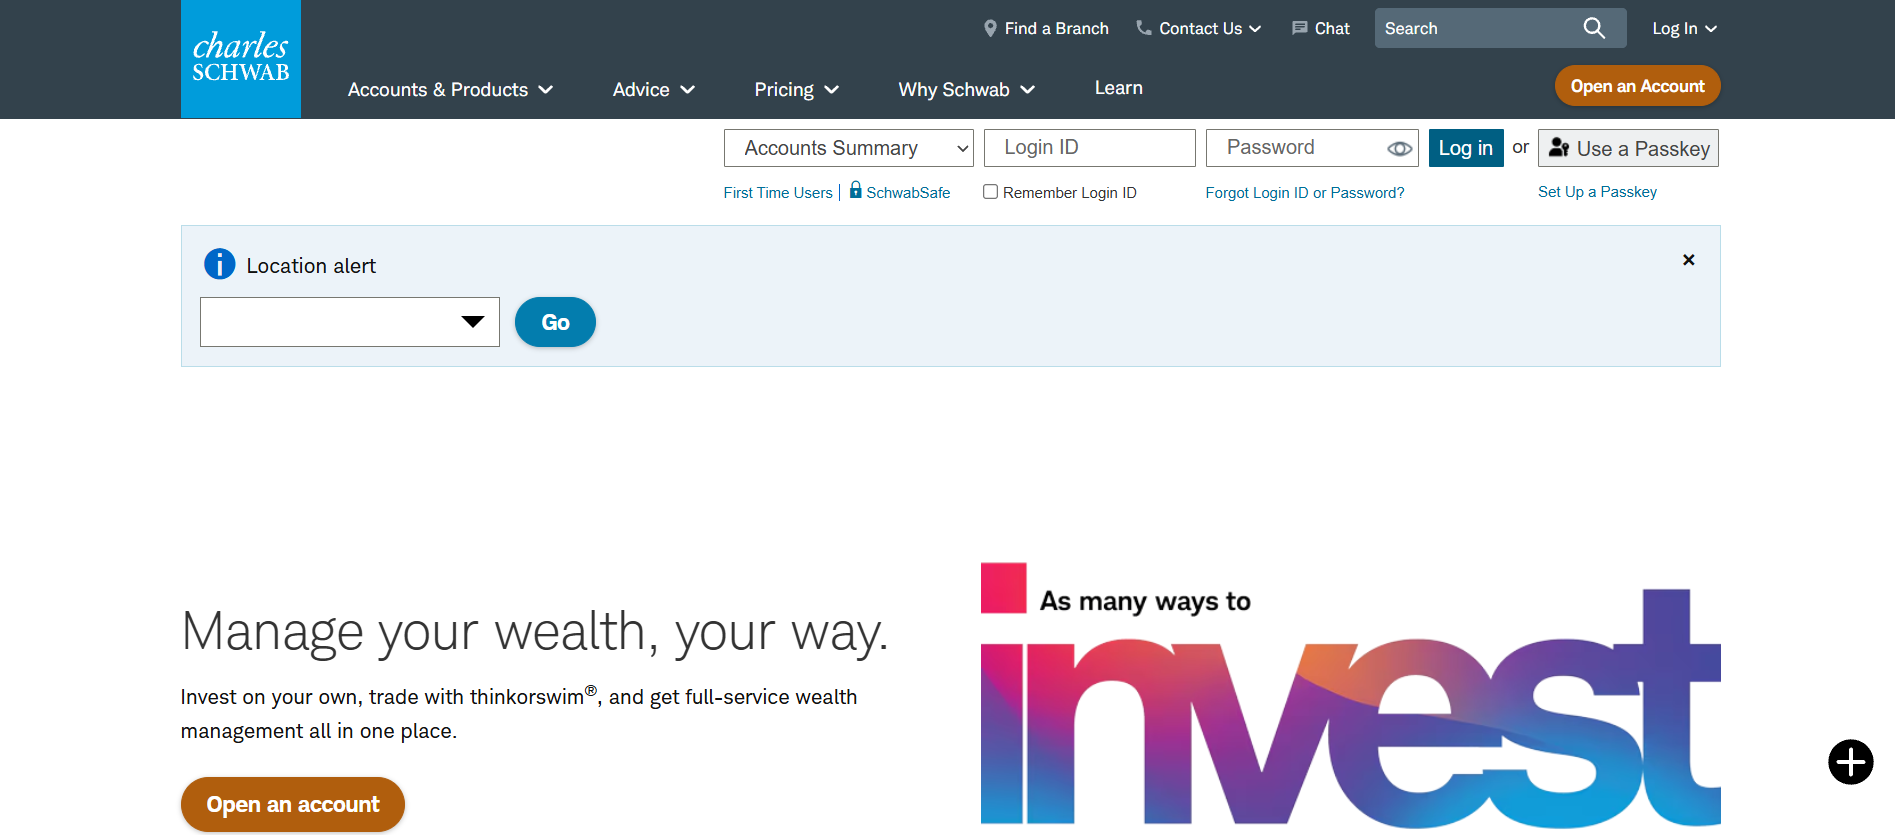 Find a Branch
Contact Us
Chat
Search
Log In
charles
SCHWAB
Accounts & Products
Advice
Pricing
Why Schwab
Learn
Open an Account
Accounts Summary
Login ID
Password
Log in
or
Use a Passkey
First Time Users
SchwabSafe
Remember Login ID
Forgot Login ID or Password?
Set Up a Passkey
Location alert
Go
Manage your wealth, your way.
Invest on your own, trade with thinkorswim®, and get full-service wealth
management all in one place.
Open an account
As many ways to
invest